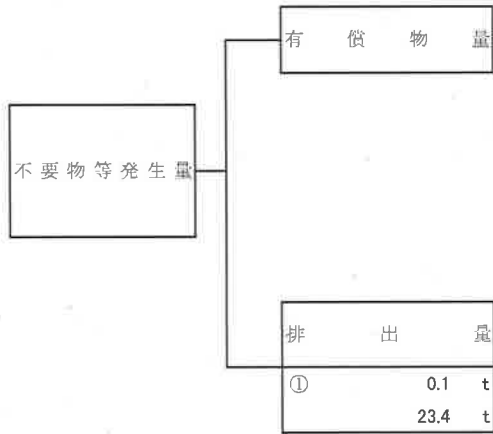 有償物量
不要物等発生量
排出量
① 0.1 t
23.4 t